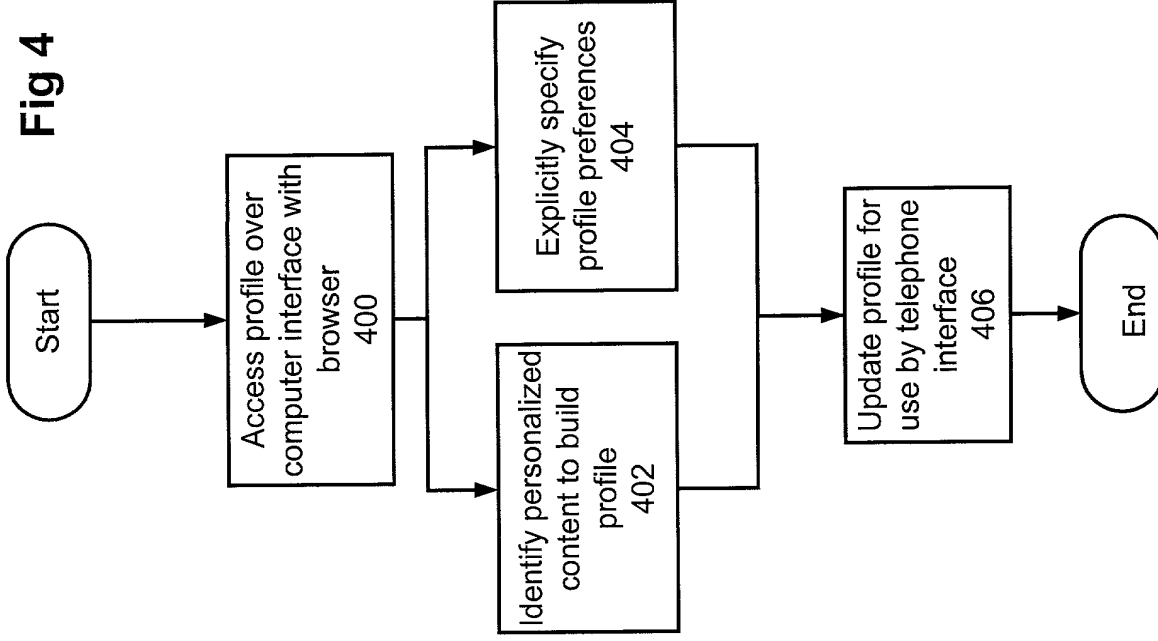 Fig 4
Start
Access profile over
computer interface with
browser
400
Identify personalized
content to build
profile
402
Explicitly specify
profile preferences
404
Update profile for
use by telephone
interface
406
End